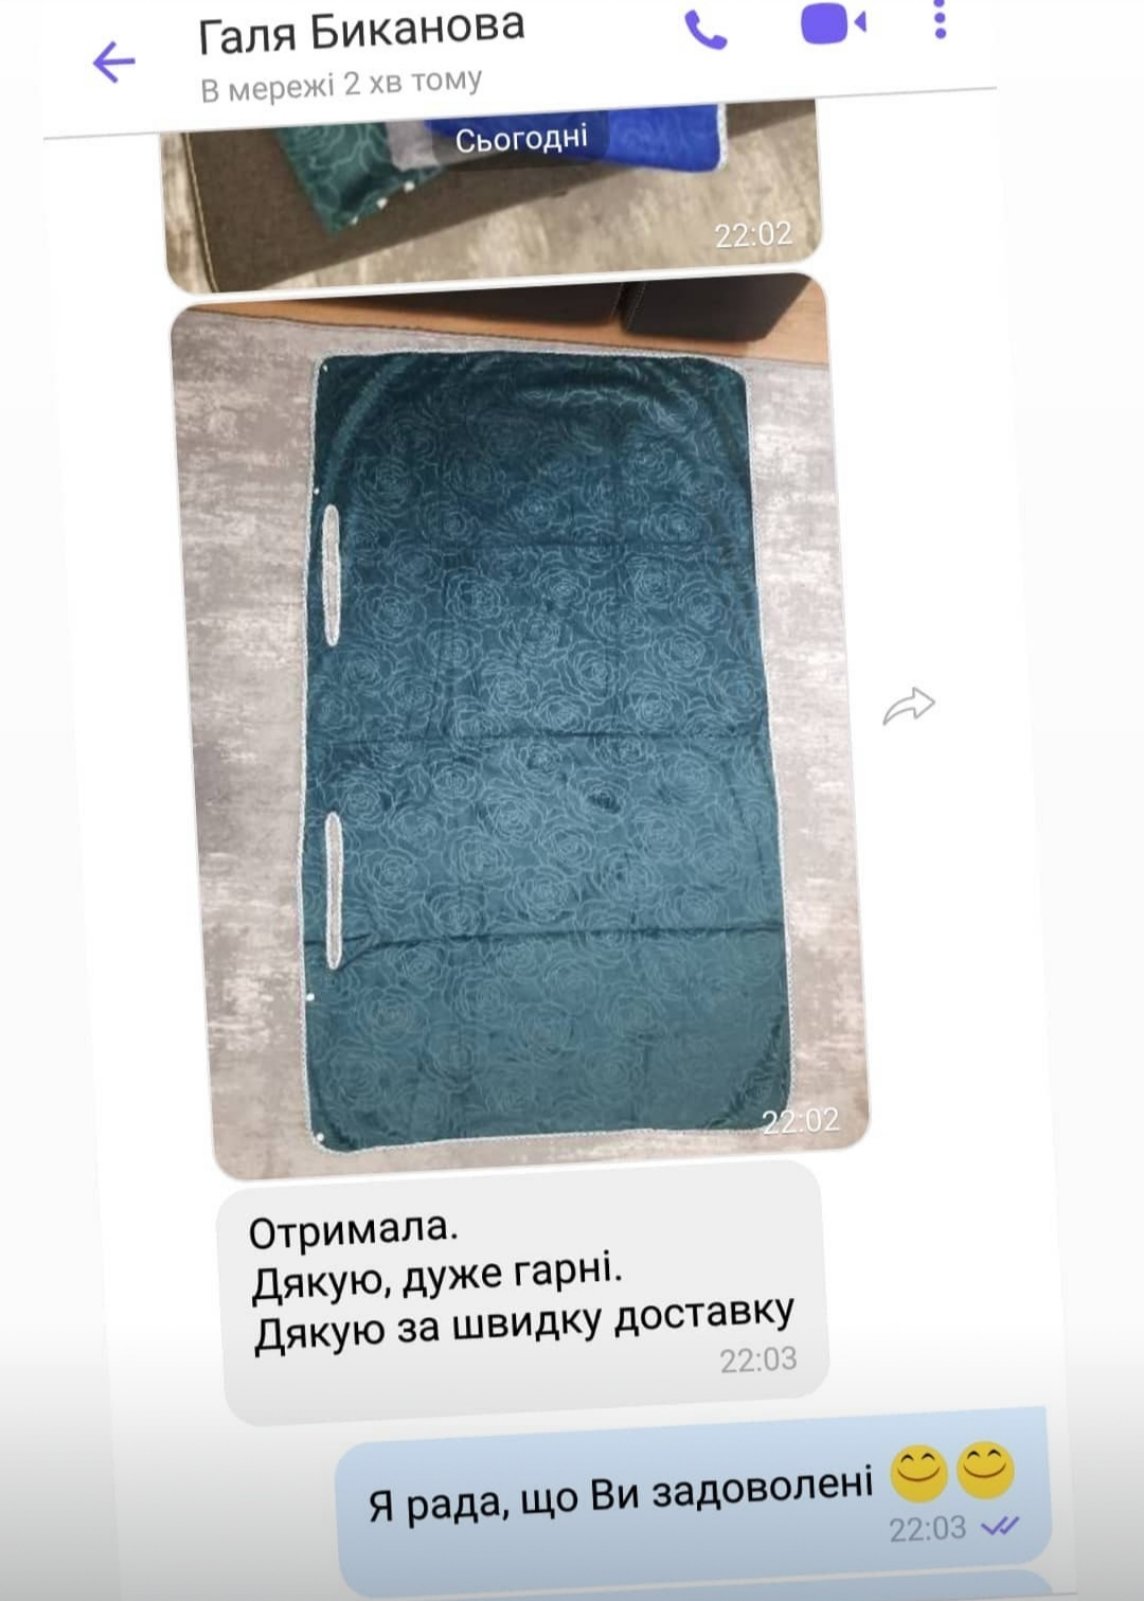 Галя Биканова
В мережі 2 хв тому
Сьогодні
22:02
22:02
Отримала.
Дякую, дуже гарні.
Дякую за швидку доставку
22:03
Я рада, що Ви задоволені 😊😊
22:03